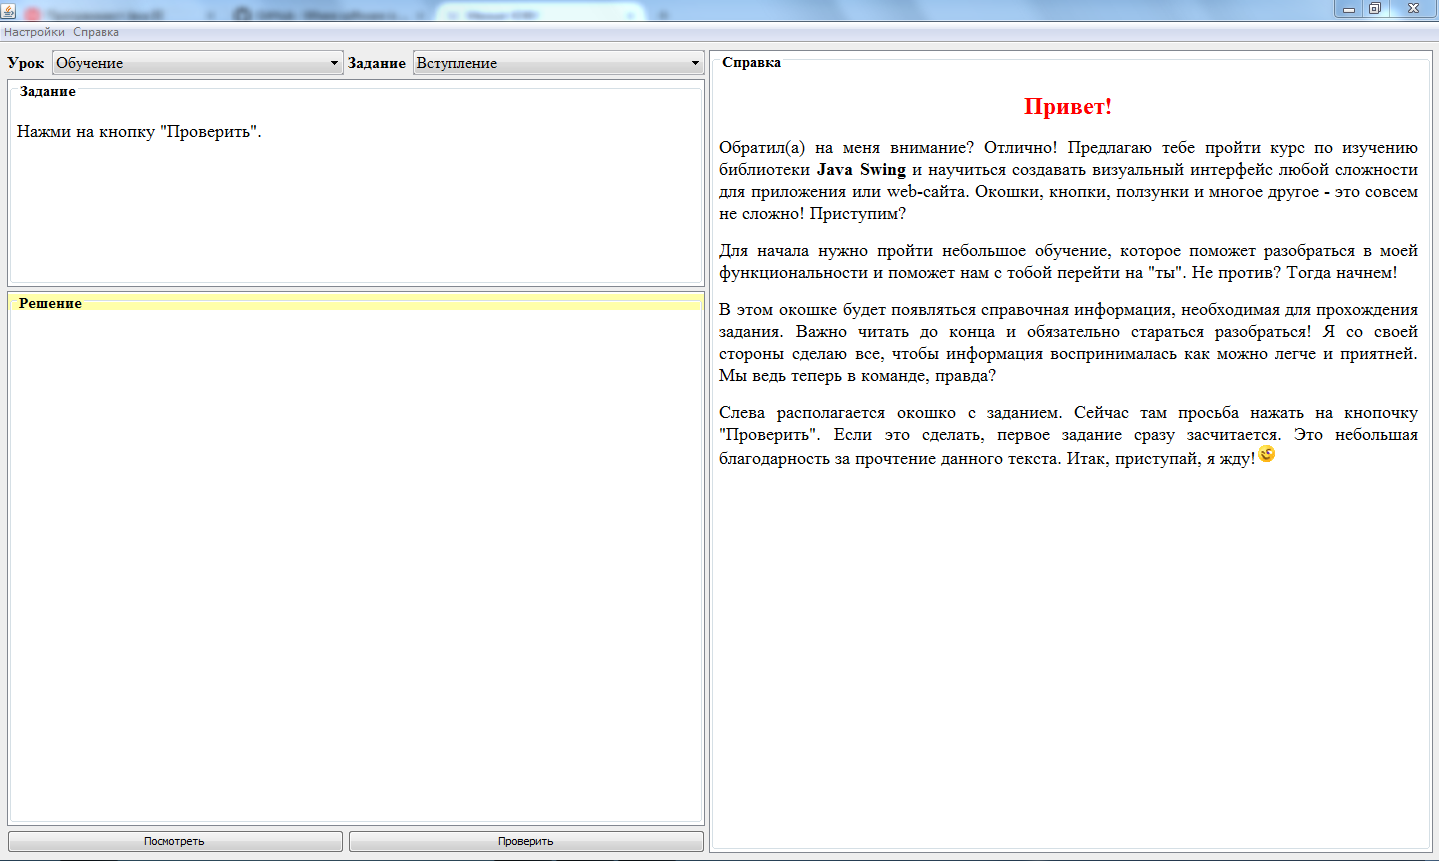 Настройки Справка
Урок Обучение Задание Вступление
Задание
Нажми на кнопку "Проверить".
Решение
Посмотреть Проверить
Справка
Привет!
Обратил(а) на меня внимание? Отлично! Предлагаю тебе пройти курс по изучению
библиотеки Java Swing и научиться создавать визуальный интерфейс любой сложности
для приложения или web-сайта. Окошки, кнопки, ползунки и многое другое - это совсем
не сложно! Приступим?
Для начала нужно пройти небольшое обучение, которое поможет разобраться в моей
функциональности и поможет нам с тобой перейти на "ты". Не против? Тогда начнем!
В этом окошке будет появляться справочная информация, необходимая для прохождения
задания. Важно читать до конца и обязательно стараться разобраться! Я со своей
стороны сделаю все, чтобы информация воспринималась как можно легче и приятней.
Мы ведь теперь в команде, правда?
Слева располагается окошко с заданием. Сейчас там просьба нажать на кнопочку
"Проверить". Если это сделать, первое задание сразу засчитается. Это небольшая
благодарность за прочтение данного текста. Итак, приступай, я жду!